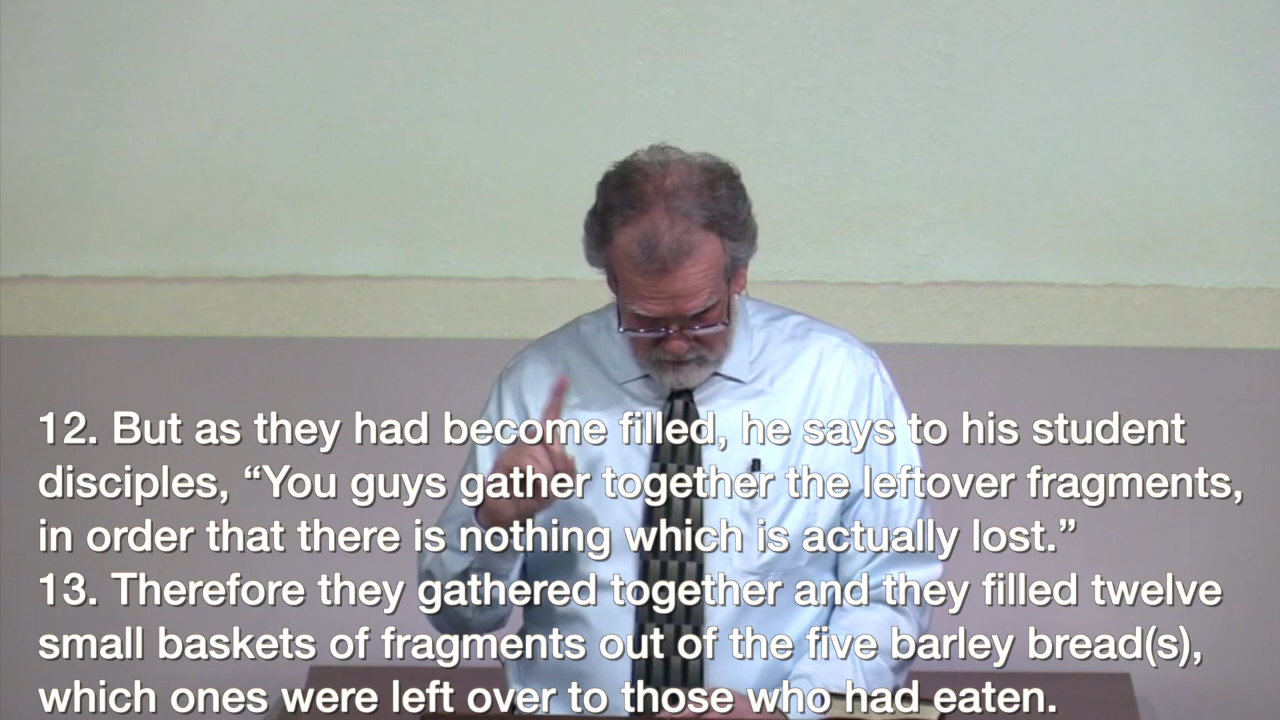 12. But as they had become filled, he says to his student
disciples, “You guys gather together the leftover fragments,
in order that there is nothing which is actually lost.”
13. Therefore they gathered together and they filled twelve
small baskets of fragments out of the five barley bread(s),
which ones were left over to those who had eaten.